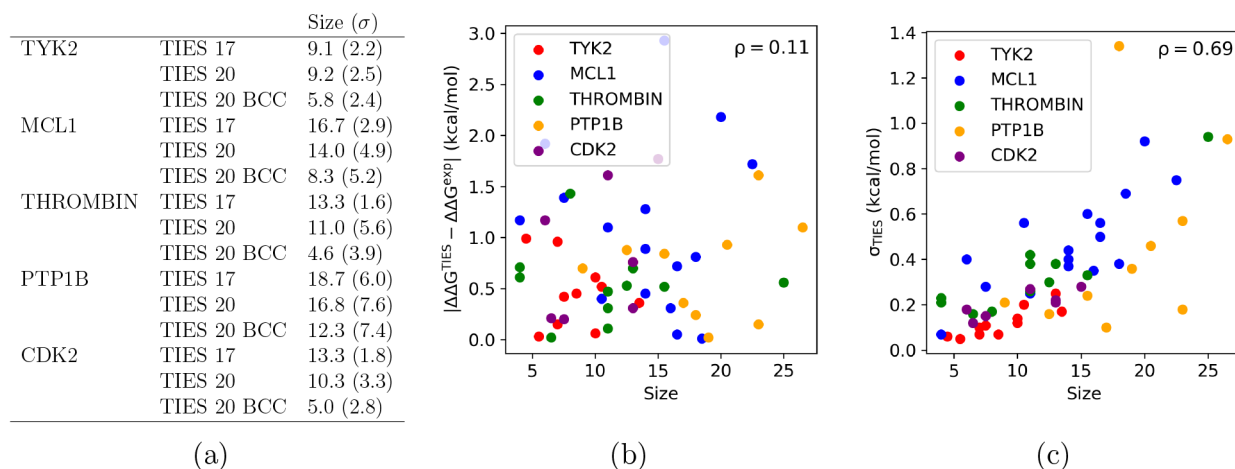 Size (σ)
TYK2 TIES 17 9.1 (2.2)
TIES 20 9.2 (2.5)
TIES 20 BCC 5.8 (2.4)
MCL1 TIES 17 16.7 (2.9)
TIES 20 14.0 (4.9)
TIES 20 BCC 8.3 (5.2)
THROMBIN TIES 17 13.3 (1.6)
TIES 20 11.0 (5.6)
TIES 20 BCC 4.6 (3.9)
PTP1B TIES 17 18.7 (6.0)
TIES 20 16.8 (7.6)
TIES 20 BCC 12.3 (7.4)
CDK2 TIES 17 13.3 (1.8)
TIES 20 10.3 (3.3)
TIES 20 BCC 5.0 (2.8)
(a)
|ΔΔG^TIES − ΔΔG^exp| (kcal/mol)
3.0
2.5
2.0
1.5
1.0
0.5
0.0
TYK2
MCL1
THROMBIN
PTP1B
CDK2
ρ = 0.11
5 10 15 20 25
Size
(b)
σ_TIES (kcal/mol)
1.4
1.2
1.0
0.8
0.6
0.4
0.2
0.0
TYK2
MCL1
THROMBIN
PTP1B
CDK2
ρ = 0.69
5 10 15 20 25
Size
(c)